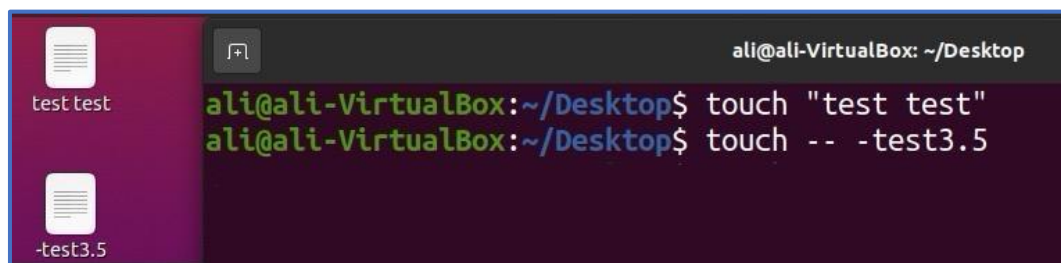 ali@ali-VirtualBox: ~/Desktop
test test
ali@ali-VirtualBox:~/Desktop$ touch "test test"
ali@ali-VirtualBox:~/Desktop$ touch -- -test3.5
-test3.5